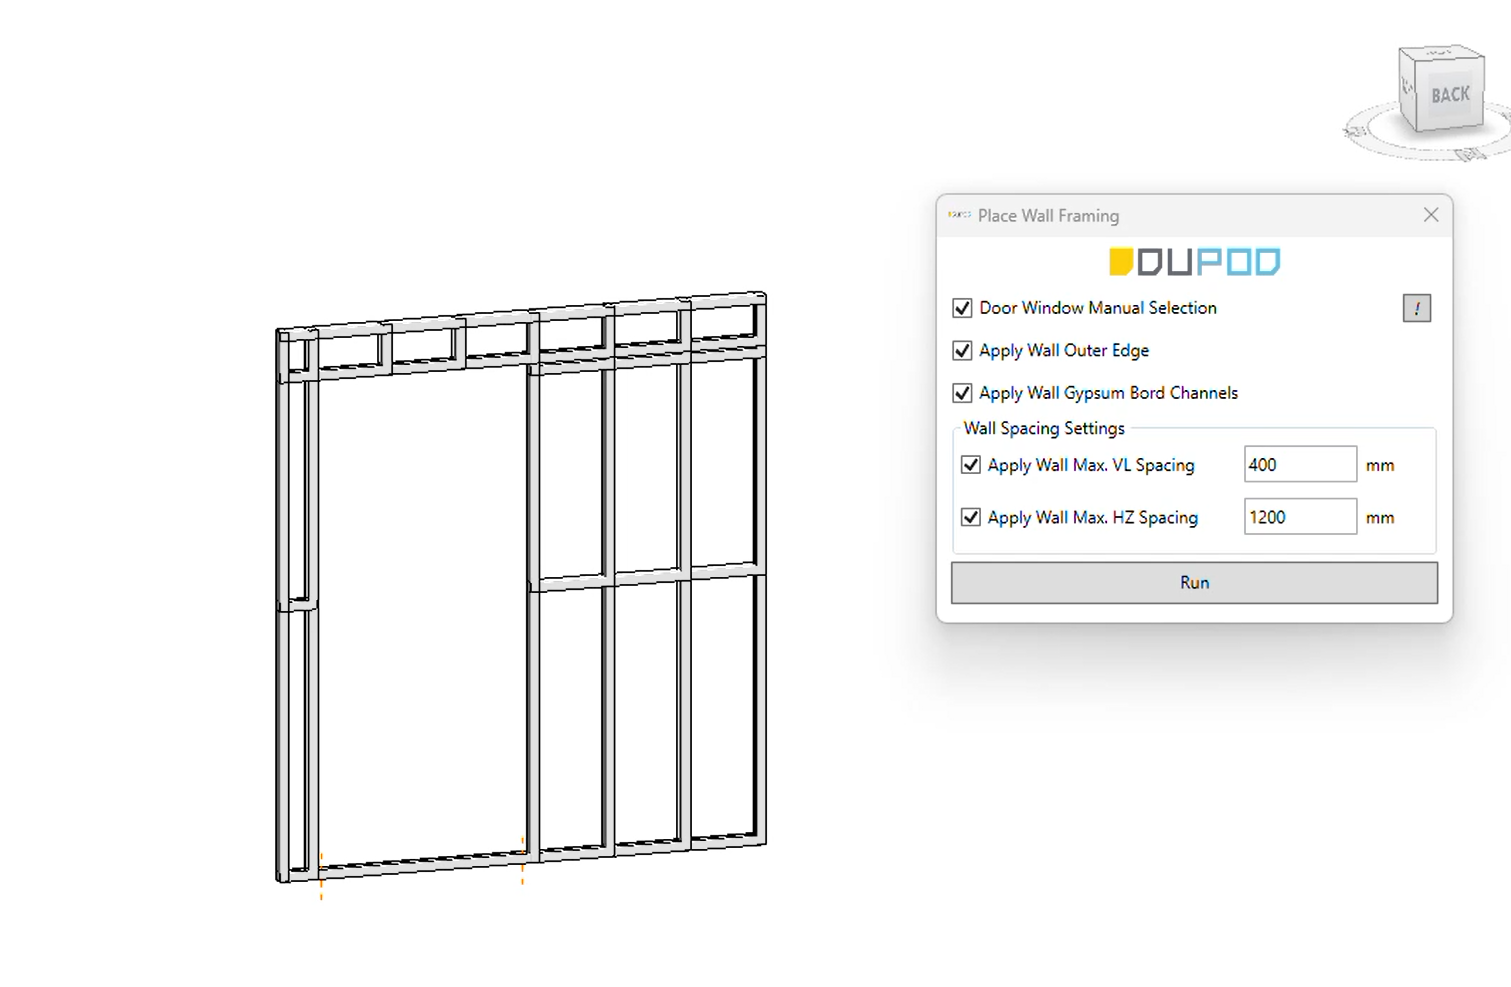 BACK
Place Wall Framing
DUPOD
Door Window Manual Selection
!
Apply Wall Outer Edge
Apply Wall Gypsum Bord Channels
Wall Spacing Settings
Apply Wall Max. VL Spacing 400 mm
Apply Wall Max. HZ Spacing 1200 mm
Run